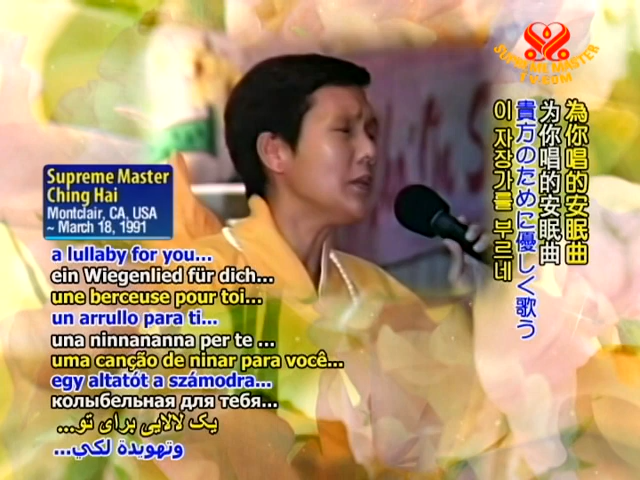 SUPREME MASTER
TV.COM
Supreme Master
Ching Hai
Montclair, CA, USA
~ March 18, 1991
a lullaby for you...
ein Wiegenlied für dich...
une berceuse pour toi...
un arrullo para ti...
una ninnananna per te ...
uma canção de ninar para você...
egy altatót a számodra...
колыбельная для тебя...
یک لالایی برای تو...
وتهويدة لكي...
為你唱的安眠曲
为你唱的安眠曲
貴方のために優しく歌う
이 자장가를 부르네